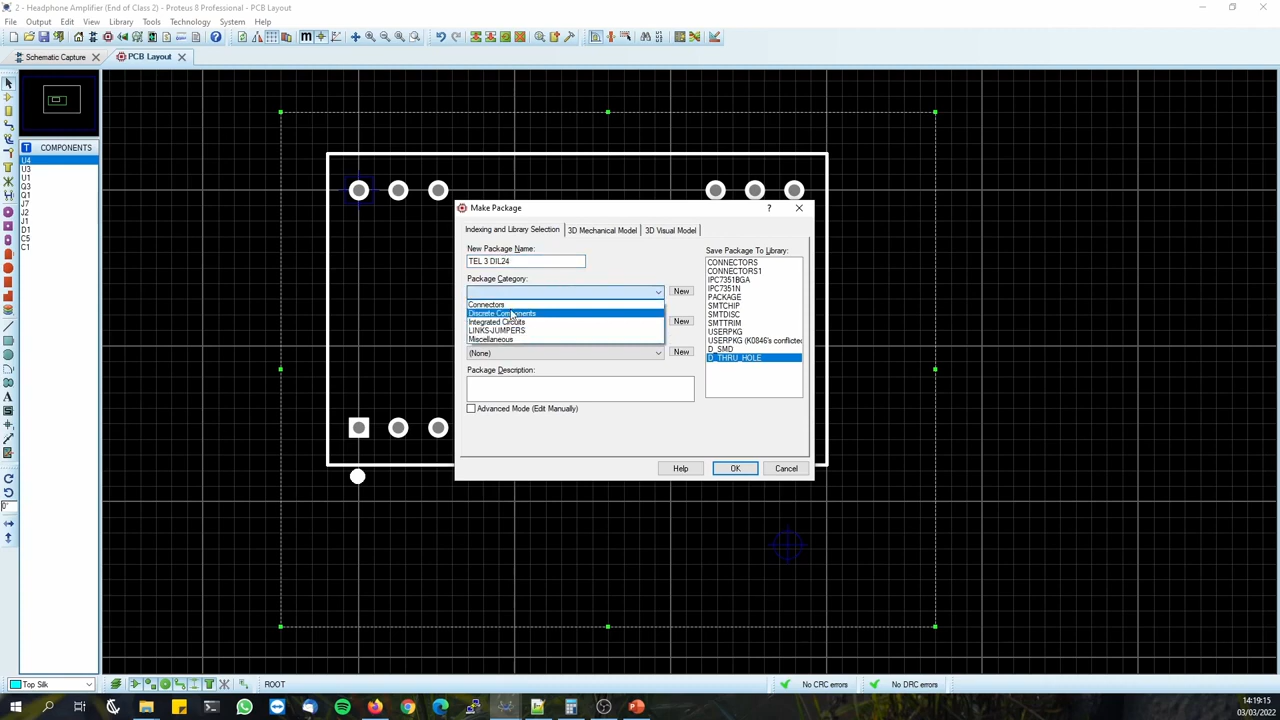 2 - Headphone Amplifier (End of Class 2) - Proteus 8 Professional - PCB Layout
File Output Edit View Library Tools Technology System Help
Schematic Capture
PCB Layout
COMPONENTS
U4
U3
U1
Q3
Q1
J7
J2
J1
D1
C5
C1
0°
Make Package
Indexing and Library Selection 3D Mechanical Model 3D Visual Model
New Package Name:
TEL 3 DIL24
Package Category:
New
Connectors
Discrete Components
Integrated Circuits
LINKS-JUMPERS
Miscellaneous
New
(None)
New
Package Description:
Advanced Mode (Edit Manually)
Save Package To Library:
CONNECTORS
CONNECTORS1
IPC7351BGA
IPC7351N
PACKAGE
SMTCHIP
SMTDISC
SMTTRIM
USERPKG
USERPKG (K0846's conflicted
D_SMD
D_THRU_HOLE
Help OK Cancel
Top Silk
ROOT
No CRC errors
No DRC errors
14:19:15
03/03/2022